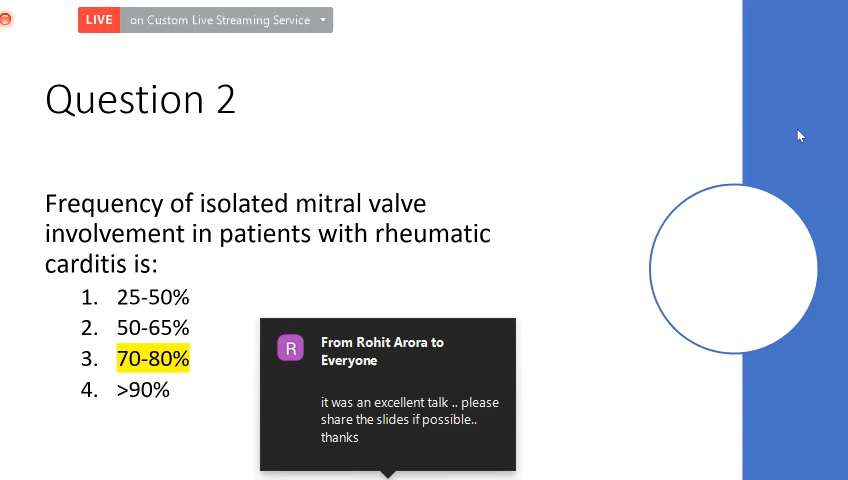 LIVE on Custom Live Streaming Service
Question 2
Frequency of isolated mitral valve
involvement in patients with rheumatic
carditis is:
1. 25-50%
2. 50-65%
3. 70-80%
4. >90%
R
From Rohit Arora to
Everyone
it was an excellent talk .. please
share the slides if possible..
thanks